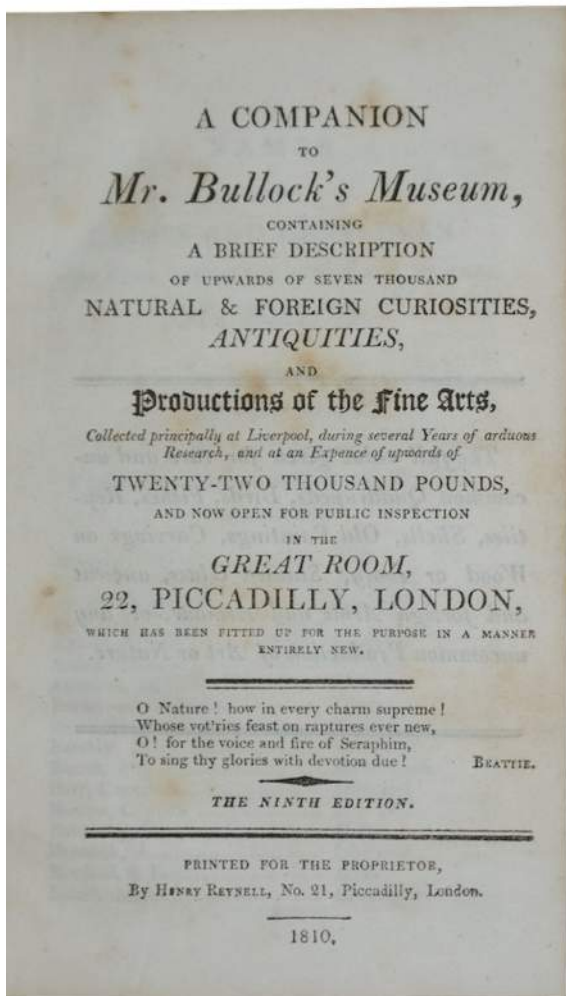 A COMPANION
TO
Mr. Bullock's Museum,
CONTAINING
A BRIEF DESCRIPTION
OF UPWARDS OF SEVEN THOUSAND
NATURAL & FOREIGN CURIOSITIES,
ANTIQUITIES,
AND
Productions of the Fine Arts,
Collected principally at Liverpool, during several Years of arduous
Research, and at an Expence of upwards of
TWENTY-TWO THOUSAND POUNDS,
AND NOW OPEN FOR PUBLIC INSPECTION
IN THE
GREAT ROOM,
22, PICCADILLY, LONDON,
WHICH HAS BEEN FITTED UP FOR THE PURPOSE IN A MANNER
ENTIRELY NEW.
O Nature! how in every charm supreme!
Whose vot'ries feast on raptures ever new,
O! for the voice and fire of Seraphim,
To sing thy glories with devotion due! BEATTIE.
THE NINTH EDITION.
PRINTED FOR THE PROPRIETOR,
By HENRY REYNELL, No. 21, Piccadilly, London.
1810.